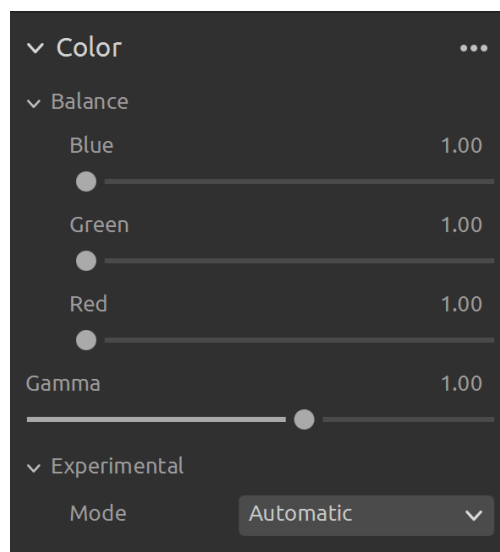 Color
Balance
Blue 1.00
Green 1.00
Red 1.00
Gamma 1.00
Experimental
Mode Automatic